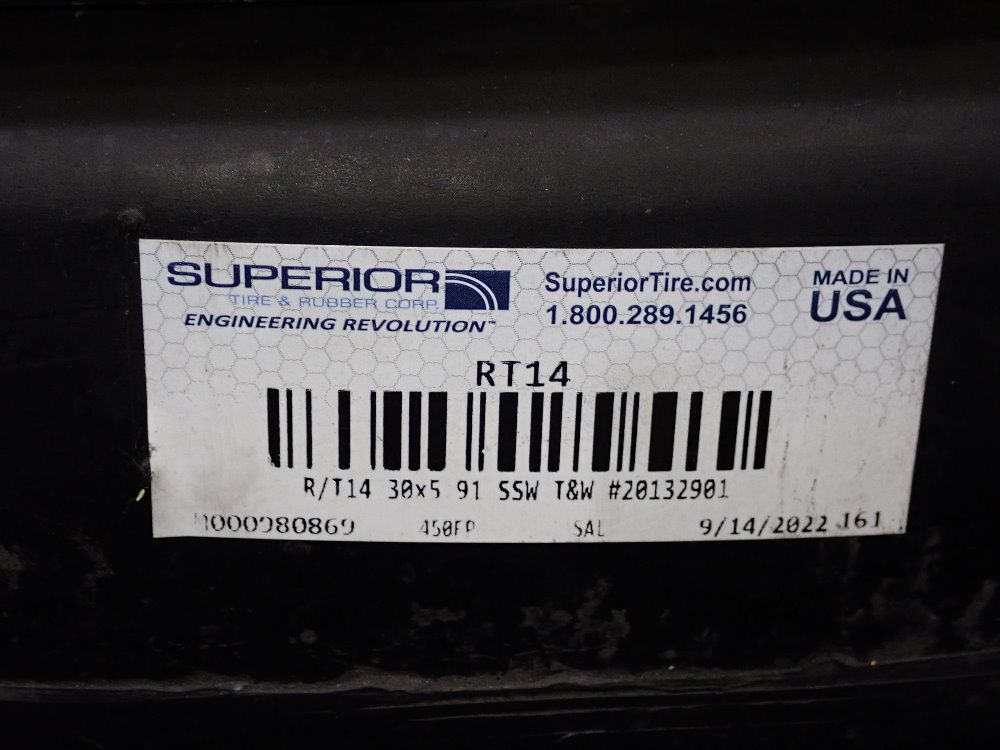 SUPERIOR
TIRE & RUBBER CORP.
ENGINEERING REVOLUTION™
SuperiorTire.com
1.800.289.1456
MADE IN
USA
RT14
R/T14 30x5 91 SSW T&W #20132901
450FP SAL 9/14/2022 161